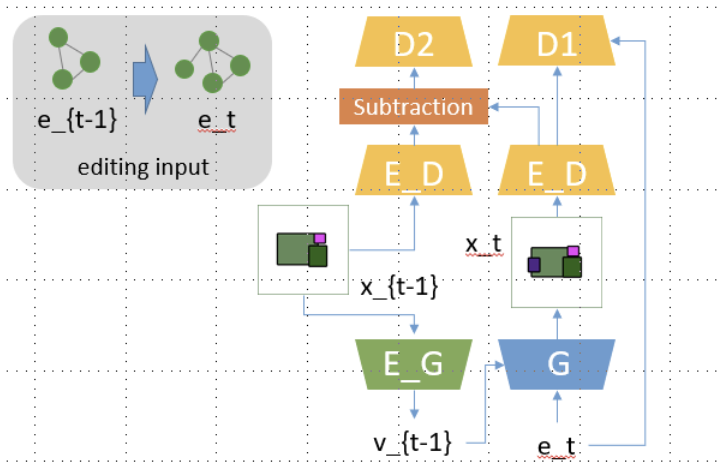 D2
D1
Subtraction
e_{t-1}
e_t
editing input
E_D
E_D
x_t
x_{t-1}
E_G
G
v_{t-1}
e_t